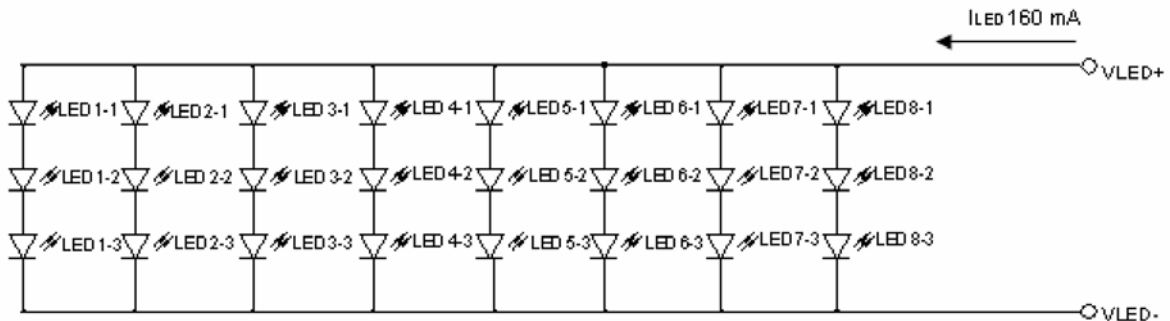 ILED 160 mA
VLED+
LED 1-1 LED 2-1 LED 3-1 LED 4-1 LED 5-1 LED 6-1 LED 7-1 LED 8-1
LED 1-2 LED 2-2 LED 3-2 LED 4-2 LED 5-2 LED 6-2 LED 7-2 LED 8-2
LED 1-3 LED 2-3 LED 3-3 LED 4-3 LED 5-3 LED 6-3 LED 7-3 LED 8-3
VLED-